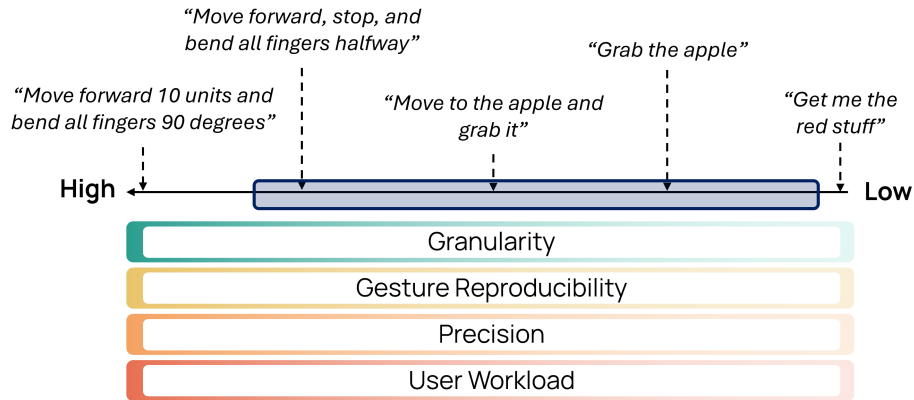 “Move forward, stop, and
bend all fingers halfway”
“Grab the apple”
“Move forward 10 units and
bend all fingers 90 degrees”
“Move to the apple and
grab it”
“Get me the
red stuff”
High
Low
Granularity
Gesture Reproducibility
Precision
User Workload